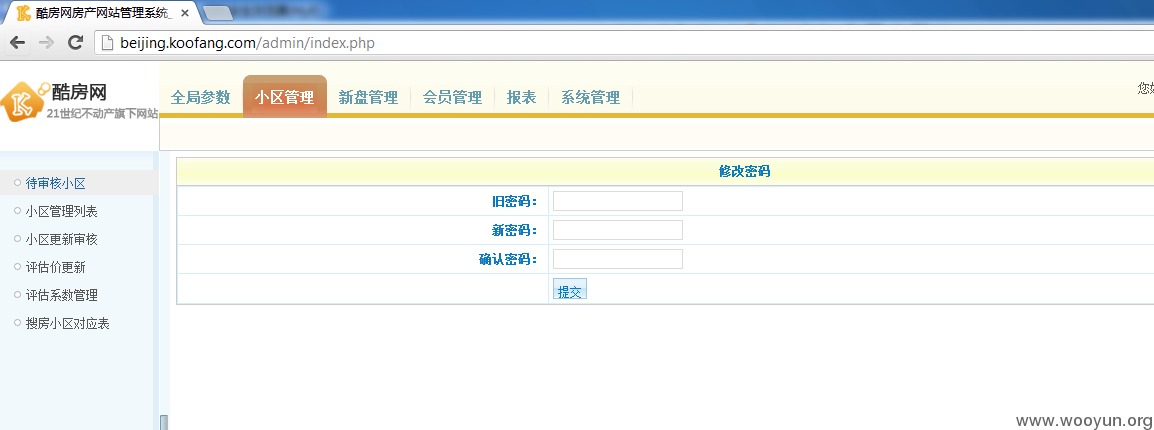 酷房网房产网站管理系统_
beijing.koofang.com/admin/index.php
酷房网
21世纪不动产旗下网站
全局参数 小区管理 新盘管理 会员管理 报表 系统管理
您好
待审核小区
小区管理列表
小区更新审核
评估价更新
评估系数管理
搜房小区对应表
修改密码
旧密码：
新密码：
确认密码：
提交
www.wooyun.org